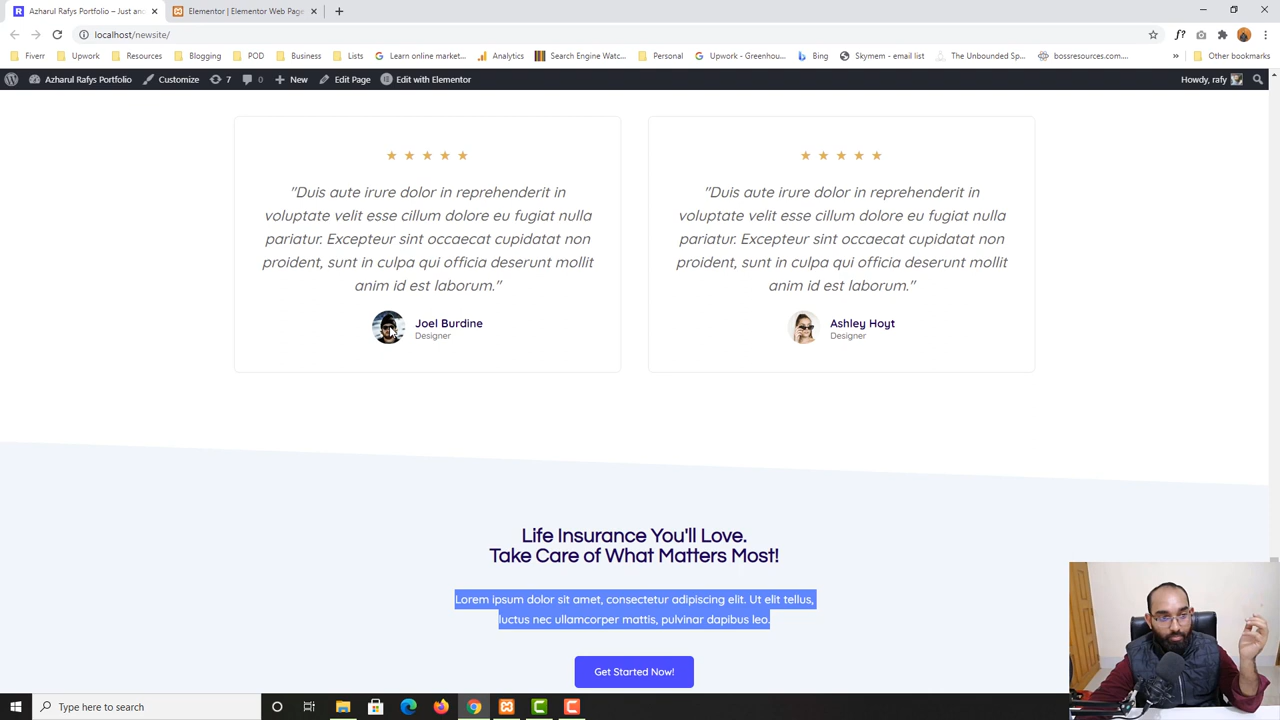 Azharul Rafys Portfolio – Just an
Elementor | Elementor Web Page
localhost/newsite/
Fiverr
Upwork
Resources
Blogging
POD
Business
Lists
Learn online market...
Analytics
Search Engine Watc...
Personal
Upwork - Greenhou...
Bing
Skymem - email list
The Unbounded Sp...
bossresources.com...
»
Other bookmarks
Azharul Rafys Portfolio
Customize
7
0
New
Edit Page
Edit with Elementor
Howdy, rafy
"Duis aute irure dolor in reprehenderit in
voluptate velit esse cillum dolore eu fugiat nulla
pariatur. Excepteur sint occaecat cupidatat non
proident, sunt in culpa qui officia deserunt mollit
anim id est laborum."
Joel Burdine
Designer
"Duis aute irure dolor in reprehenderit in
voluptate velit esse cillum dolore eu fugiat nulla
pariatur. Excepteur sint occaecat cupidatat non
proident, sunt in culpa qui officia deserunt mollit
anim id est laborum."
Ashley Hoyt
Designer
Life Insurance You'll Love.
Take Care of What Matters Most!
Lorem ipsum dolor sit amet, consectetur adipiscing elit. Ut elit tellus,
luctus nec ullamcorper mattis, pulvinar dapibus leo.
Get Started Now!
Type here to search